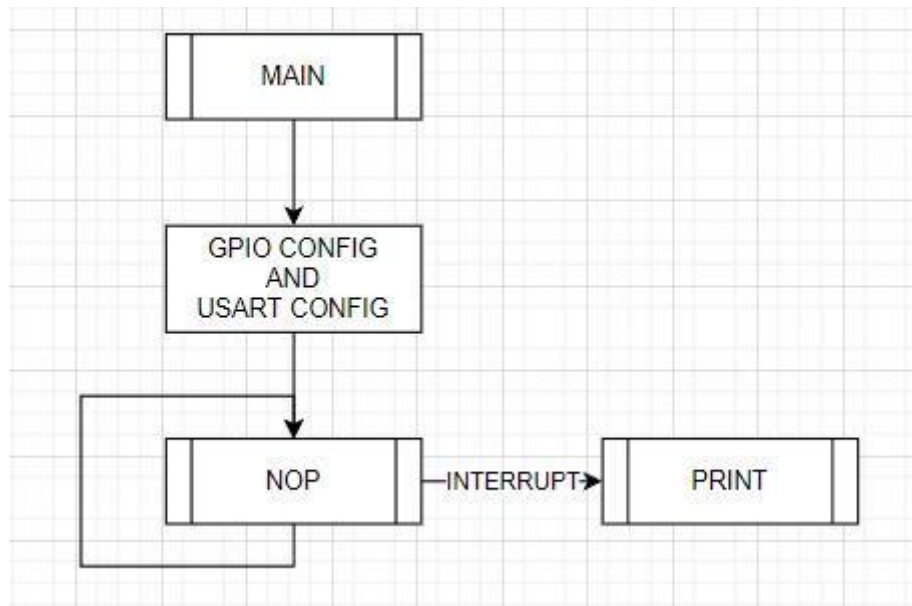 MAIN
GPIO CONFIG
AND
USART CONFIG
NOP
INTERRUPT
PRINT